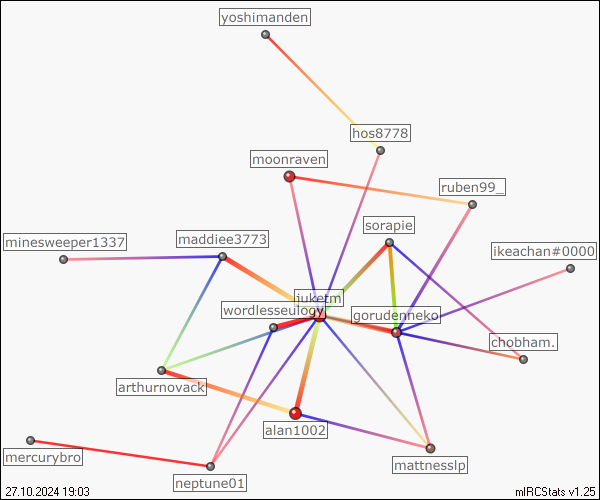 yoshimanden
hos8778
moonraven
ruben99_
sorapie
minesweeper1337
maddiee3773
ikeachan#0000
iuketm
wordlesseulogy
gorudenneko
chobham.
arthurnovack
alan1002
mercurybro
mattnesslp
neptune01
27.10.2024 19:03
mIRCStats v1.25